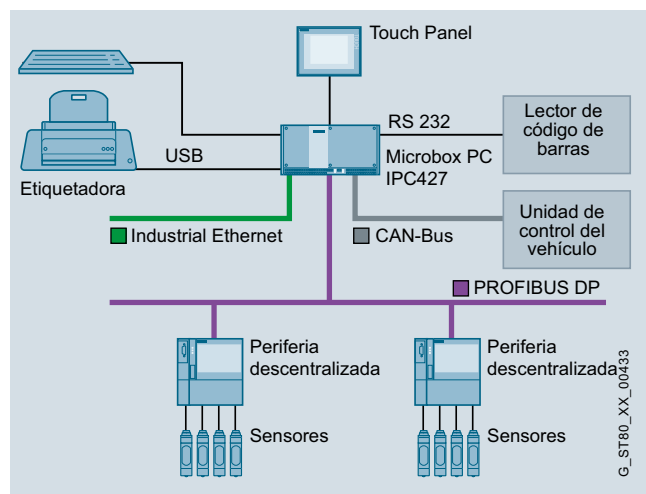 Touch Panel
RS 232
Lector de
código de
barras
USB
Microbox PC
IPC427
Etiquetadora
Unidad de
control del
vehículo
Industrial Ethernet
CAN-Bus
PROFIBUS DP
Periferia
descentralizada
Periferia
descentralizada
Sensores
Sensores
G_ST80_XX_00433